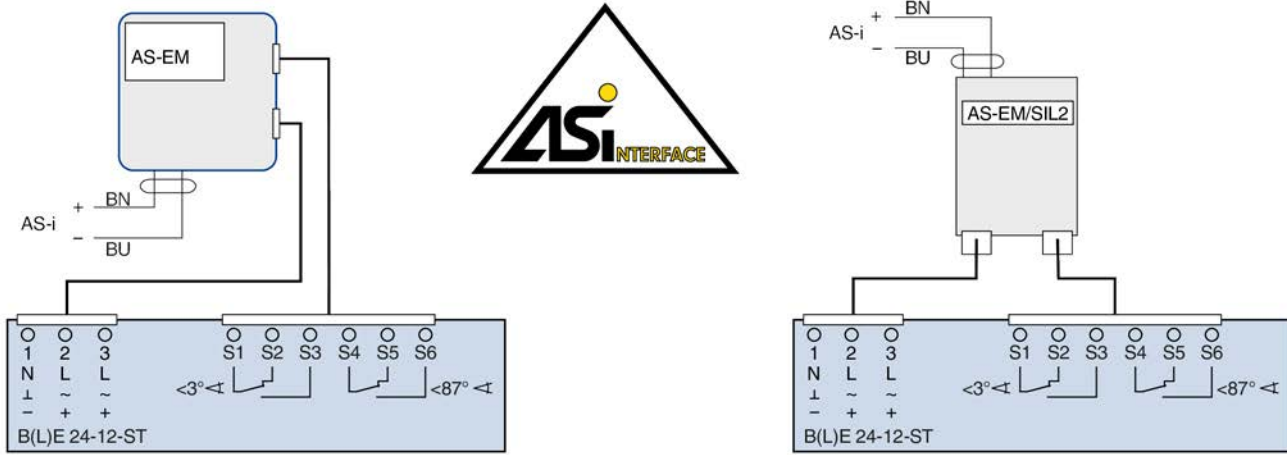 AS-EM
AS-i
+ BN
− BU
1 2 3 S1 S2 S3 S4 S5 S6
N L L
<3° <87°
⊥ ~ ~
− + +
B(L)E 24-12-ST
ASi NTERFACE
AS-i
+ BN
− BU
AS-EM/SIL2
1 2 3 S1 S2 S3 S4 S5 S6
N L L
<3° <87°
⊥ ~ ~
− + +
B(L)E 24-12-ST